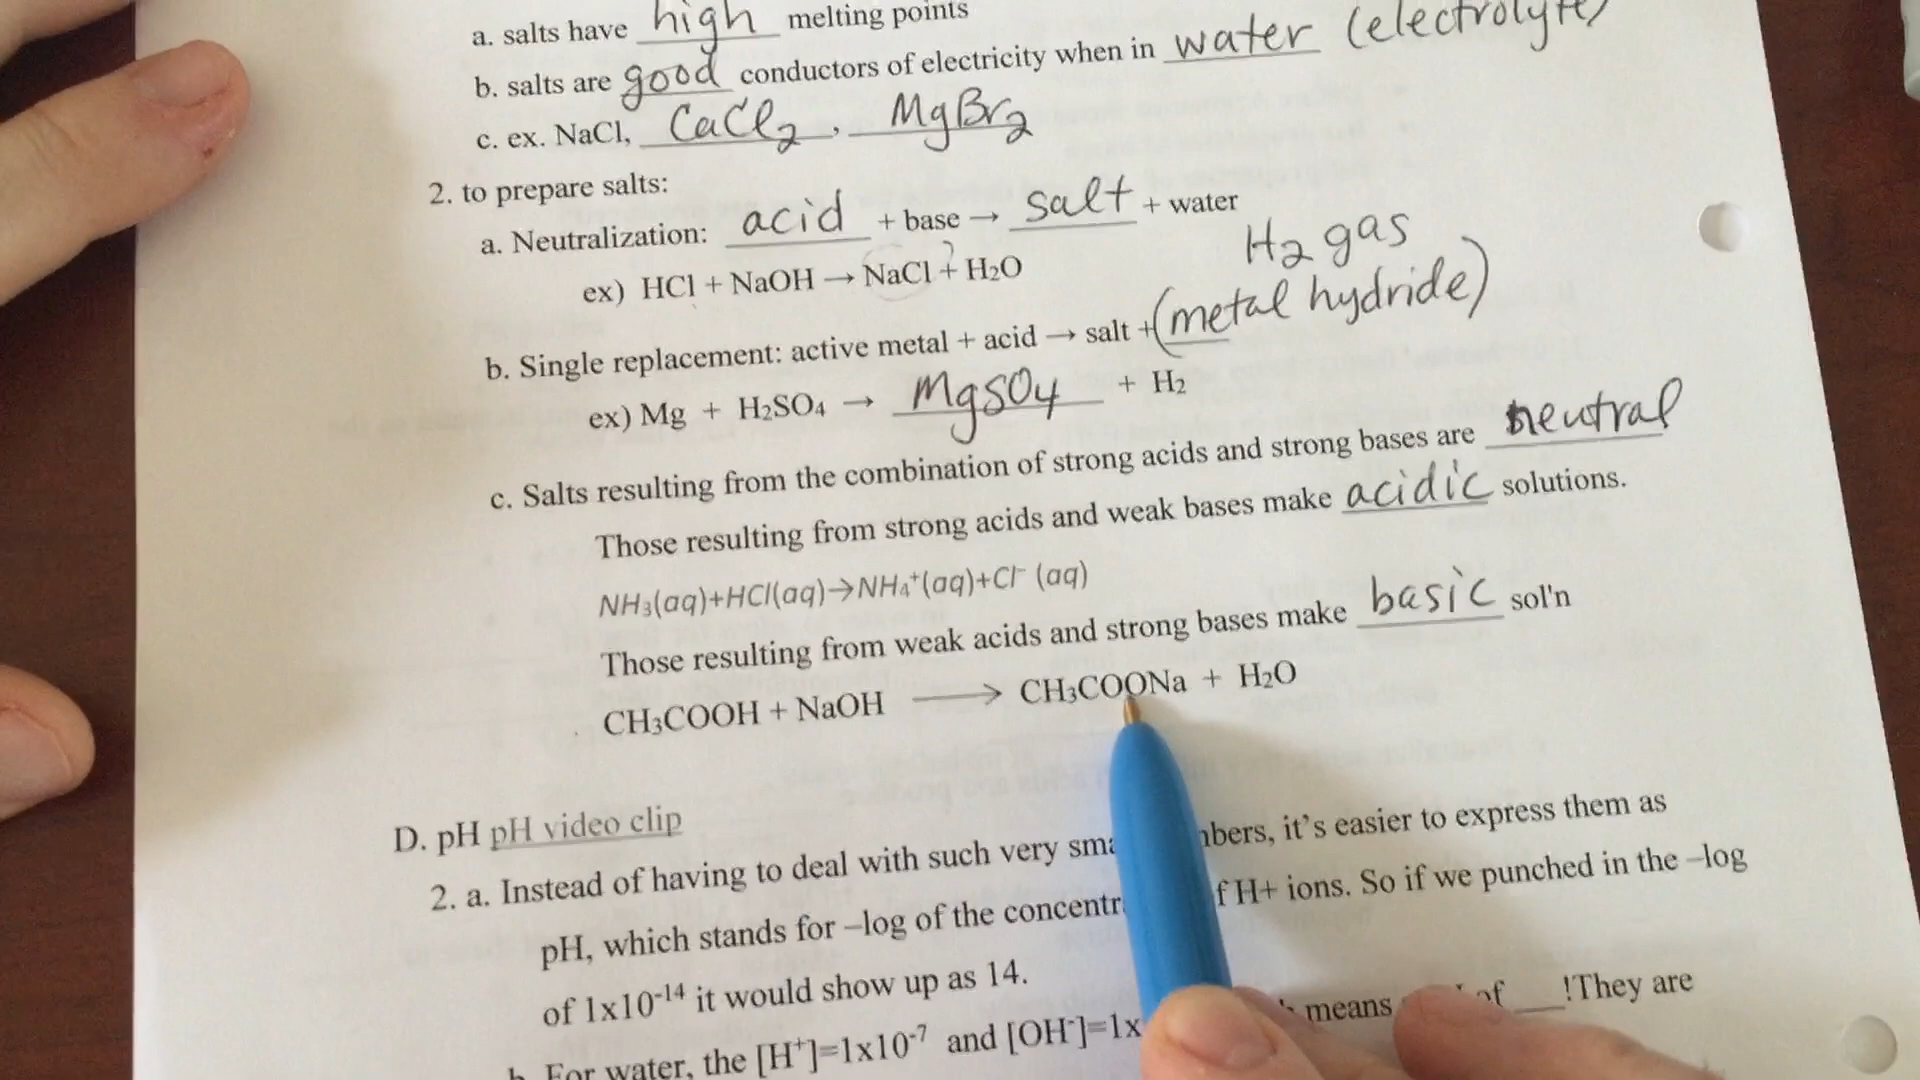 a. salts have high melting points
b. salts are good conductors of electricity when in water (electrolyte)
c. ex. NaCl, CaCl₂, MgBr₂
2. to prepare salts:
a. Neutralization: acid + base → salt + water
ex) HCl + NaOH → NaCl + H₂O
H₂ gas
b. Single replacement: active metal + acid → salt + (metal hydride)
ex) Mg + H₂SO₄ → MgSO₄ + H₂
c. Salts resulting from the combination of strong acids and strong bases are neutral
Those resulting from strong acids and weak bases make acidic solutions.
NH₃(aq)+HCl(aq)→NH₄⁺(aq)+Cl⁻ (aq)
Those resulting from weak acids and strong bases make basic sol'n
CH₃COOH + NaOH ⟶ CH₃COONa + H₂O
D. pH pH video clip
2. a. Instead of having to deal with such very it's easier to express them as
pH, which stands for –log of the H+ ions. So if we punched in the –log
of 1x10⁻¹⁴ it would show up as 14.
For water, the [H⁺]=1x10⁻⁷ and [OH⁻]=1x means of ___!They are